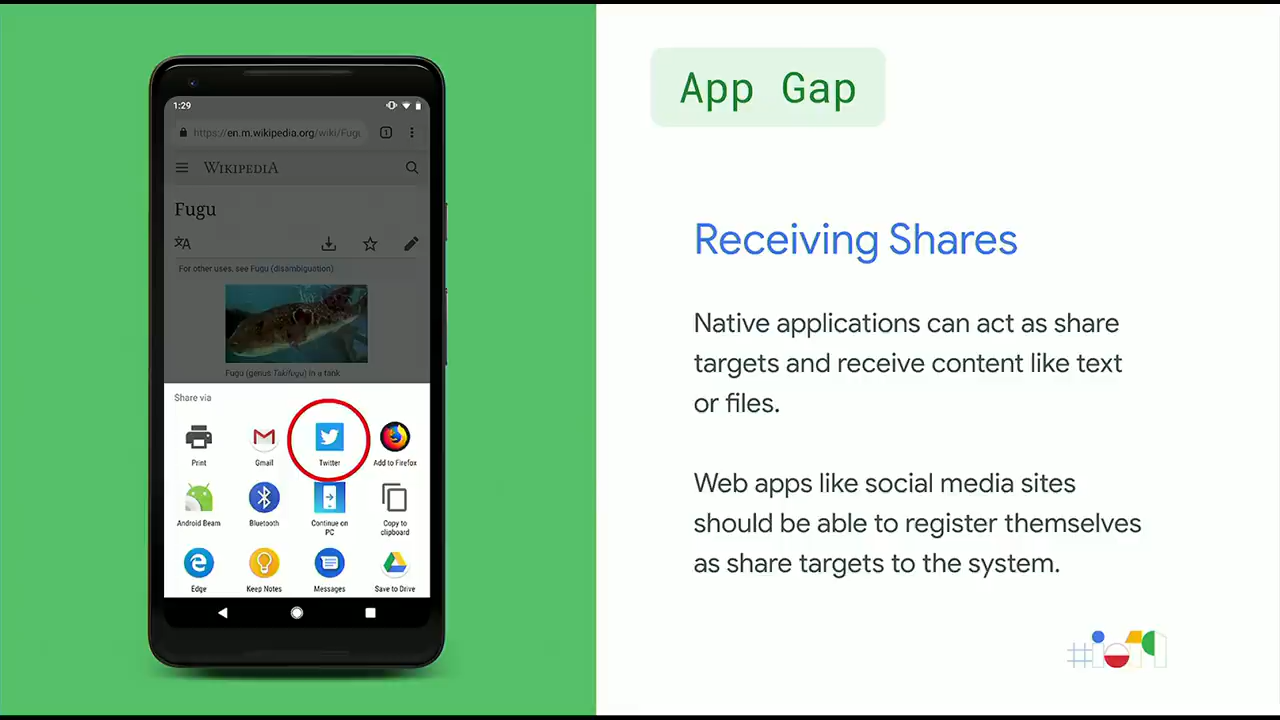 1:29
https://en.m.wikipedia.org/wiki/Fugu
1
WIKIPEDIA
Fugu
For other uses, see Fugu (disambiguation)
Fugu (genus Takifugu) in a tank
Share via
Print
Gmail
Twitter
Add to Firefox
Android Beam
Bluetooth
Continue on
PC
Copy to
clipboard
Edge
Keep Notes
Messages
Save to Drive
App Gap
Receiving Shares
Native applications can act as share
targets and receive content like text
or files.
Web apps like social media sites
should be able to register themselves
as share targets to the system.
#io19